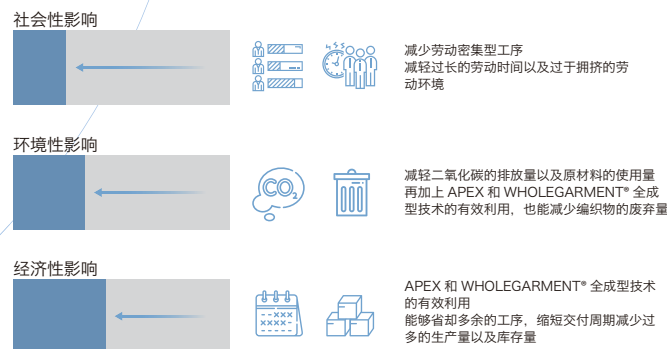 社会性影响
减少劳动密集型工序
减轻过长的劳动时间以及过于拥挤的劳
动环境
环境性影响
CO₂
减轻二氧化碳的排放量以及原材料的使用量
再加上 APEX 和 WHOLEGARMENT® 全成
型技术的有效利用，也能减少编织物的废弃量
经济性影响
APEX 和 WHOLEGARMENT® 全成型技术
的有效利用
能够省却多余的工序，缩短交付周期减少过
多的生产量以及库存量